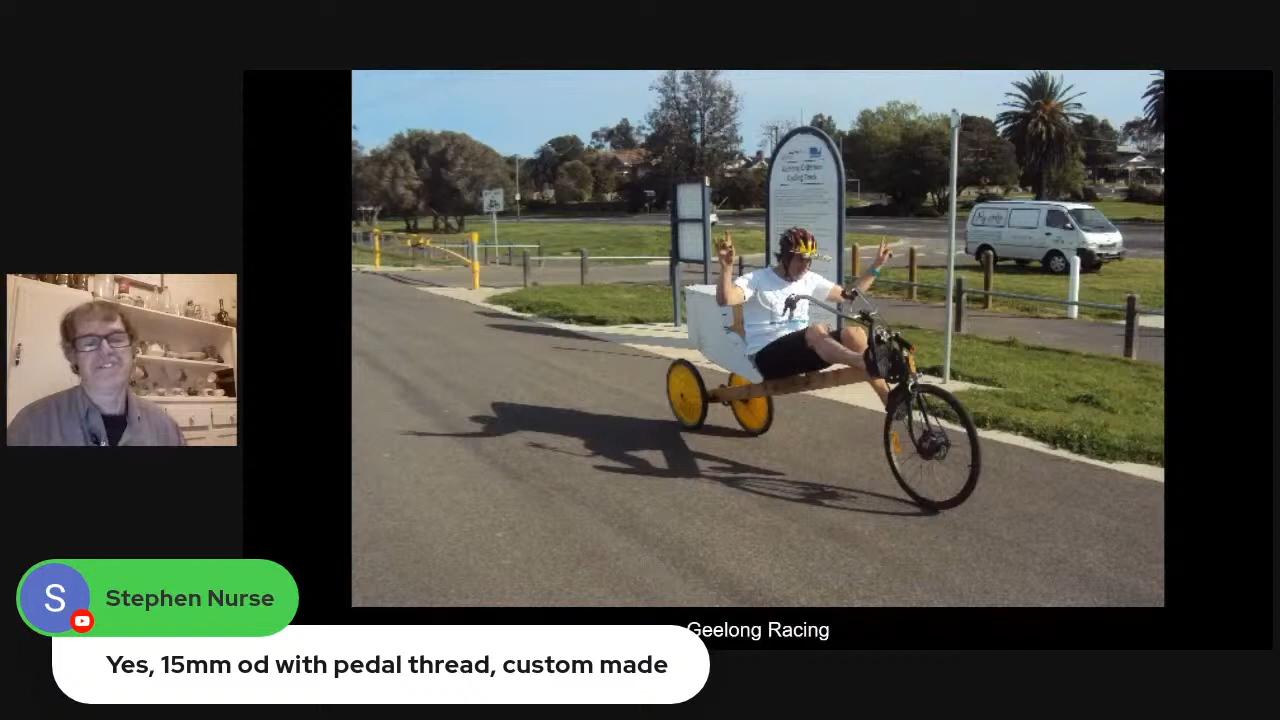 Geelong Racing
S
Stephen Nurse
Yes, 15mm od with pedal thread, custom made